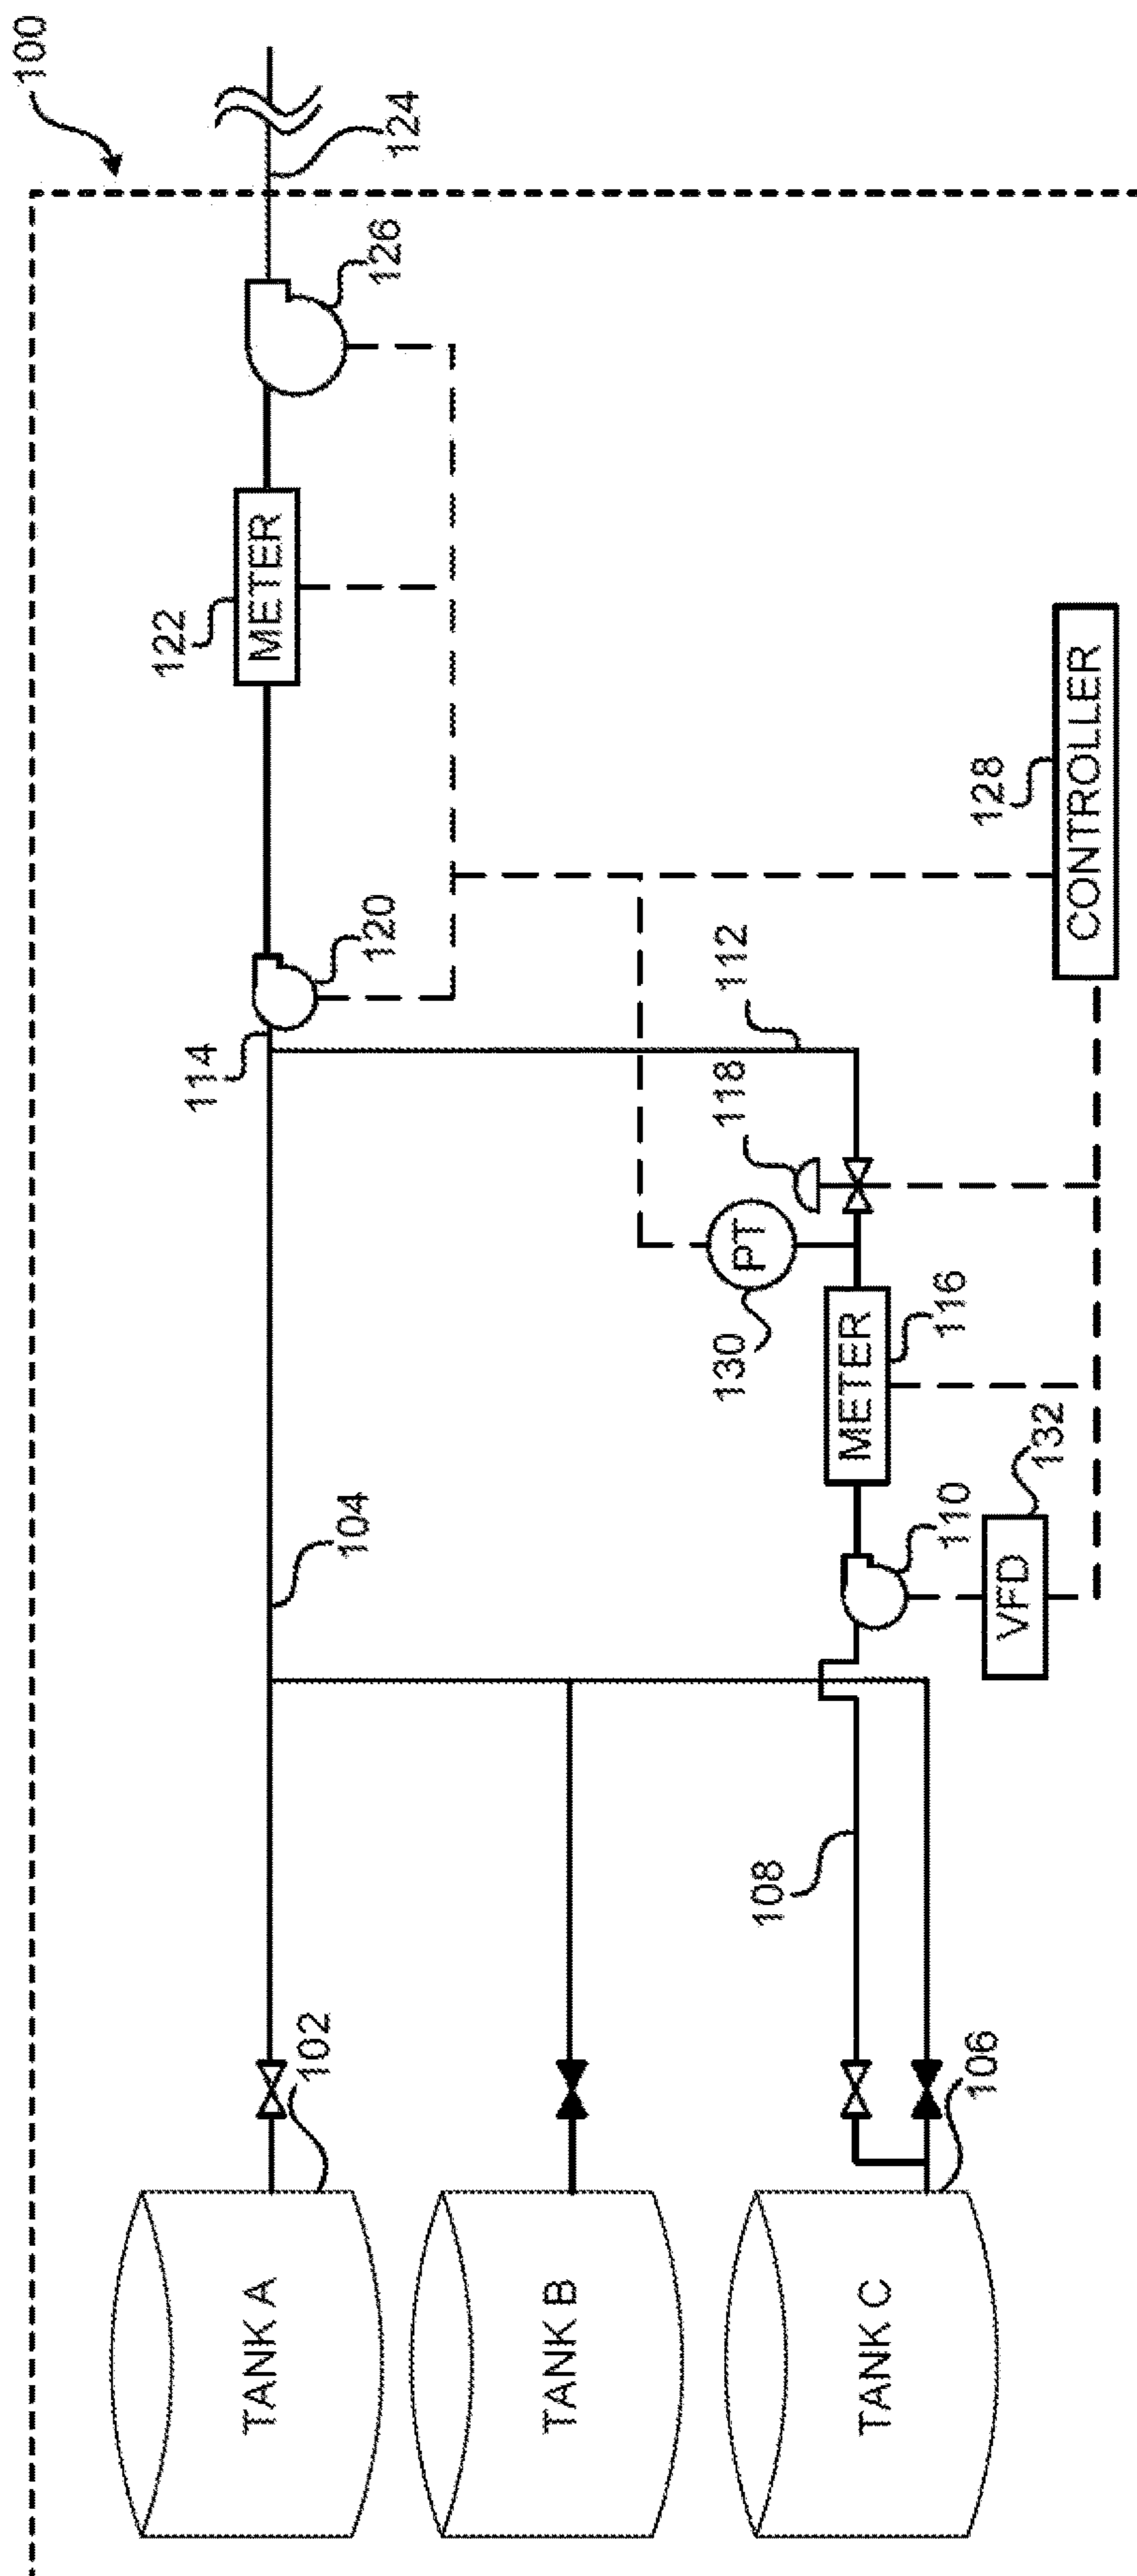 100
124
126
122
METER
120
114
112
118
PT
130
128
CONTROLLER
METER
116
132
110
VFD
104
108
102
106
TANK A
TANK B
TANK C